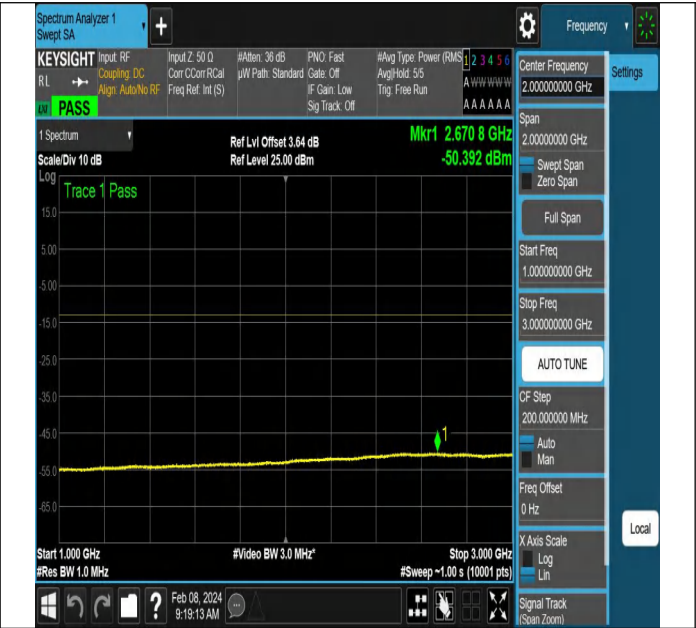 Spectrum Analyzer 1
Swept SA
+
Frequency
KEYSIGHT
RL
PASS
Input: RF
Coupling: DC
Align: Auto/No RF
Input Z: 50 Ω
Corr CCorr RCal
Freq Ref: Int (S)
#Atten: 36 dB
µW Path: Standard
PNO: Fast
Gate: Off
IF Gain: Low
Sig Track: Off
#Avg Type: Power (RMS
Avg|Hold: 5/5
Trig: Free Run
1 2 3 4 5 6
A W W W W W
A A A A A A
1 Spectrum
Scale/Div 10 dB
Ref Lvl Offset 3.64 dB
Ref Level 25.00 dBm
Mkr1 2.670 8 GHz
-50.392 dBm
Log
Trace 1 Pass
15.0
5.00
-5.00
-15.0
-25.0
-35.0
-45.0
-55.0
-65.0
1
Start 1.000 GHz
#Res BW 1.0 MHz
#Video BW 3.0 MHz*
Stop 3.000 GHz
#Sweep ~1.00 s (10001 pts)
?
Feb 08, 2024
9:19:13 AM
Center Frequency
2.000000000 GHz
Settings
Span
2.00000000 GHz
Swept Span
Zero Span
Full Span
Start Freq
1.000000000 GHz
Stop Freq
3.000000000 GHz
AUTO TUNE
CF Step
200.000000 MHz
Auto
Man
Freq Offset
0 Hz
X Axis Scale
Log
Lin
Signal Track
(Span Zoom)
Local